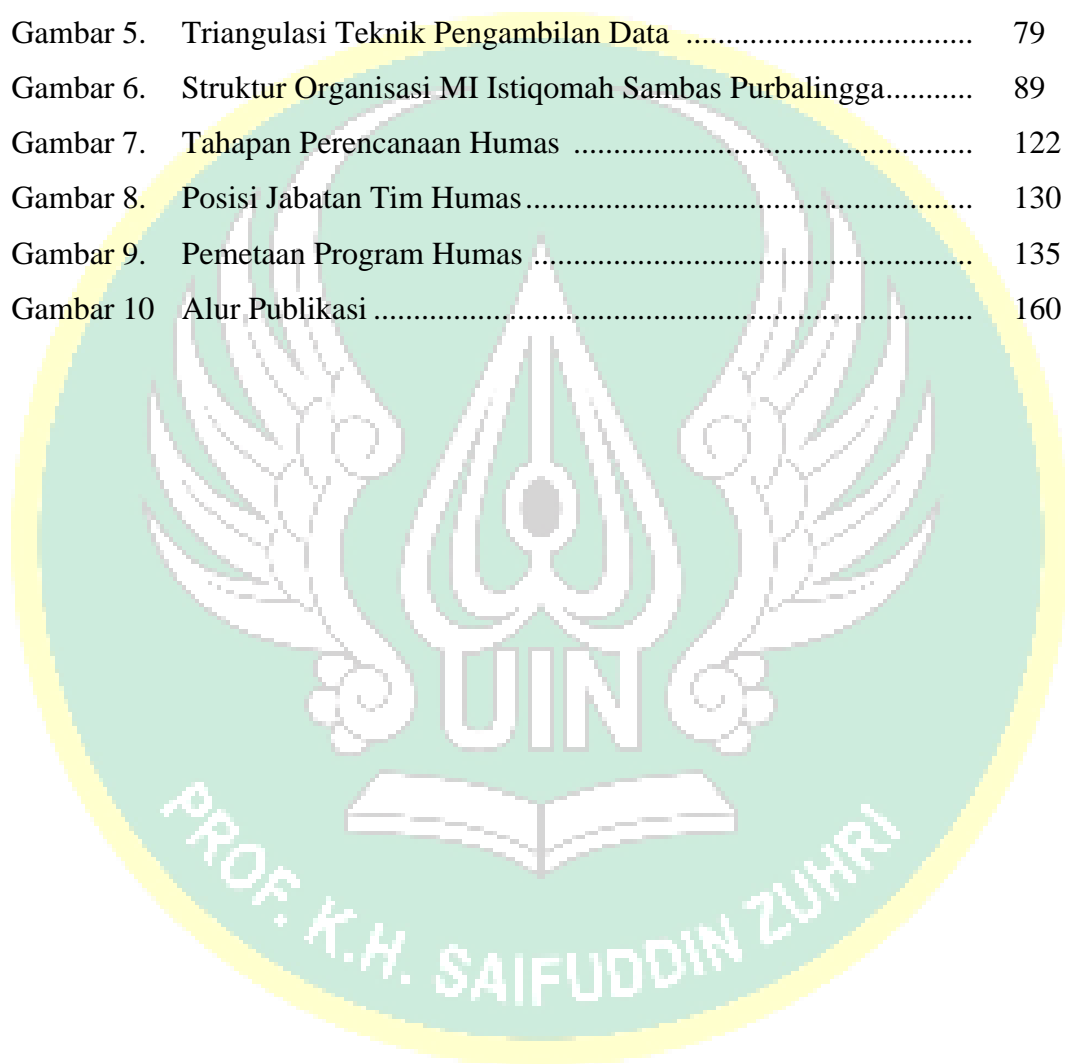 Gambar 5. Triangulasi Teknik Pengambilan Data .................................... 79
Gambar 6. Struktur Organisasi MI Istiqomah Sambas Purbalingga........... 89
Gambar 7. Tahapan Perencanaan Humas .................................................. 122
Gambar 8. Posisi Jabatan Tim Humas........................................................ 130
Gambar 9. Pemetaan Program Humas ....................................................... 135
Gambar 10 Alur Publikasi........................................................................... 160
UIN
PROF. K.H. SAIFUDDIN ZUHRI